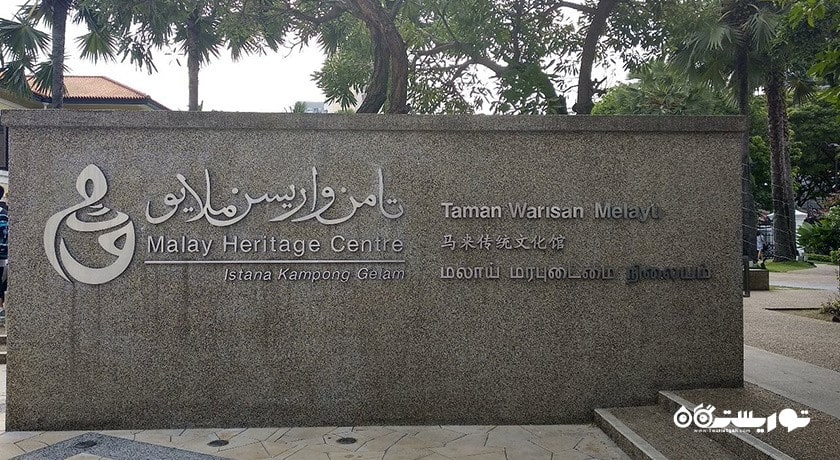 تامن واريسن ملايو
Malay Heritage Centre
Istana Kampong Gelam
Taman Warisan Melayu
马来传统文化馆
மலாய் மரபுடைமை நிலையம்
توریستگاه